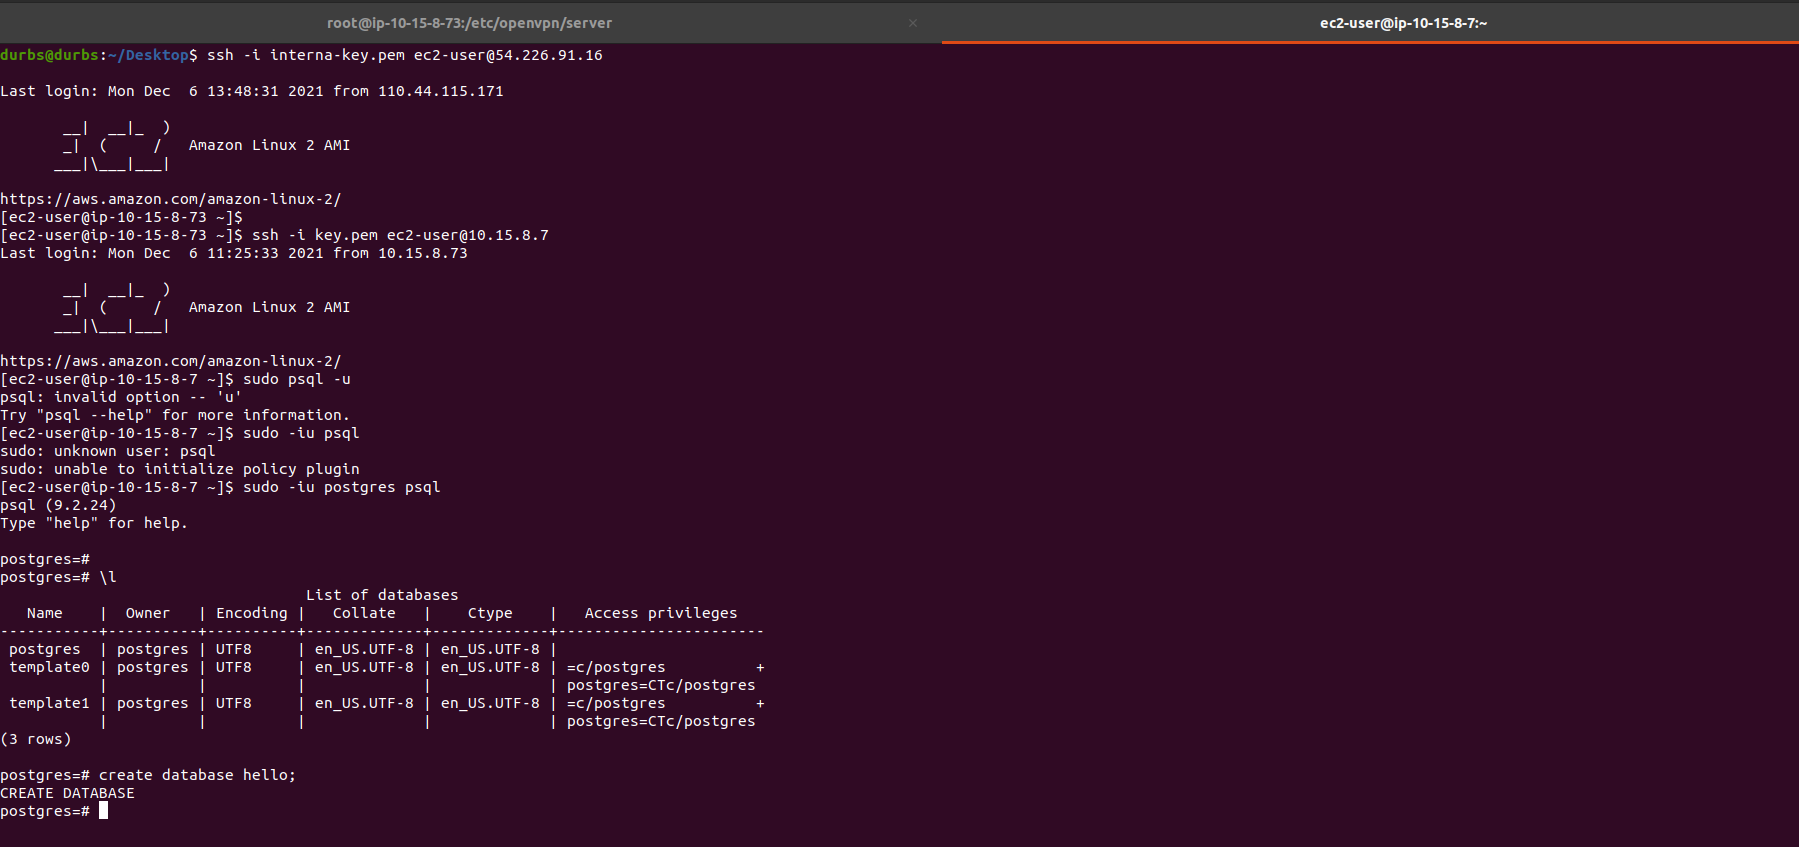 root@ip-10-15-8-73:/etc/openvpn/server × ec2-user@ip-10-15-8-7:~
durbs@durbs:~/Desktop$ ssh -i interna-key.pem ec2-user@54.226.91.16

Last login: Mon Dec  6 13:48:31 2021 from 110.44.115.171

       __|  __|_  )
       _|  (     /   Amazon Linux 2 AMI
      ___|\___|___|

https://aws.amazon.com/amazon-linux-2/
[ec2-user@ip-10-15-8-73 ~]$
[ec2-user@ip-10-15-8-73 ~]$ ssh -i key.pem ec2-user@10.15.8.7
Last login: Mon Dec  6 11:25:33 2021 from 10.15.8.73

       __|  __|_  )
       _|  (     /   Amazon Linux 2 AMI
      ___|\___|___|

https://aws.amazon.com/amazon-linux-2/
[ec2-user@ip-10-15-8-7 ~]$ sudo psql -u
psql: invalid option -- 'u'
Try "psql --help" for more information.
[ec2-user@ip-10-15-8-7 ~]$ sudo -iu psql
sudo: unknown user: psql
sudo: unable to initialize policy plugin
[ec2-user@ip-10-15-8-7 ~]$ sudo -iu postgres psql
psql (9.2.24)
Type "help" for help.

postgres=#
postgres=# \l
                                  List of databases
   Name    |  Owner   | Encoding |   Collate   |    Ctype    |   Access privileges
-----------+----------+----------+-------------+-------------+-----------------------
 postgres  | postgres | UTF8     | en_US.UTF-8 | en_US.UTF-8 |
 template0 | postgres | UTF8     | en_US.UTF-8 | en_US.UTF-8 | =c/postgres          +
           |          |          |             |             | postgres=CTc/postgres
 template1 | postgres | UTF8     | en_US.UTF-8 | en_US.UTF-8 | =c/postgres          +
           |          |          |             |             | postgres=CTc/postgres
(3 rows)

postgres=# create database hello;
CREATE DATABASE
postgres=#